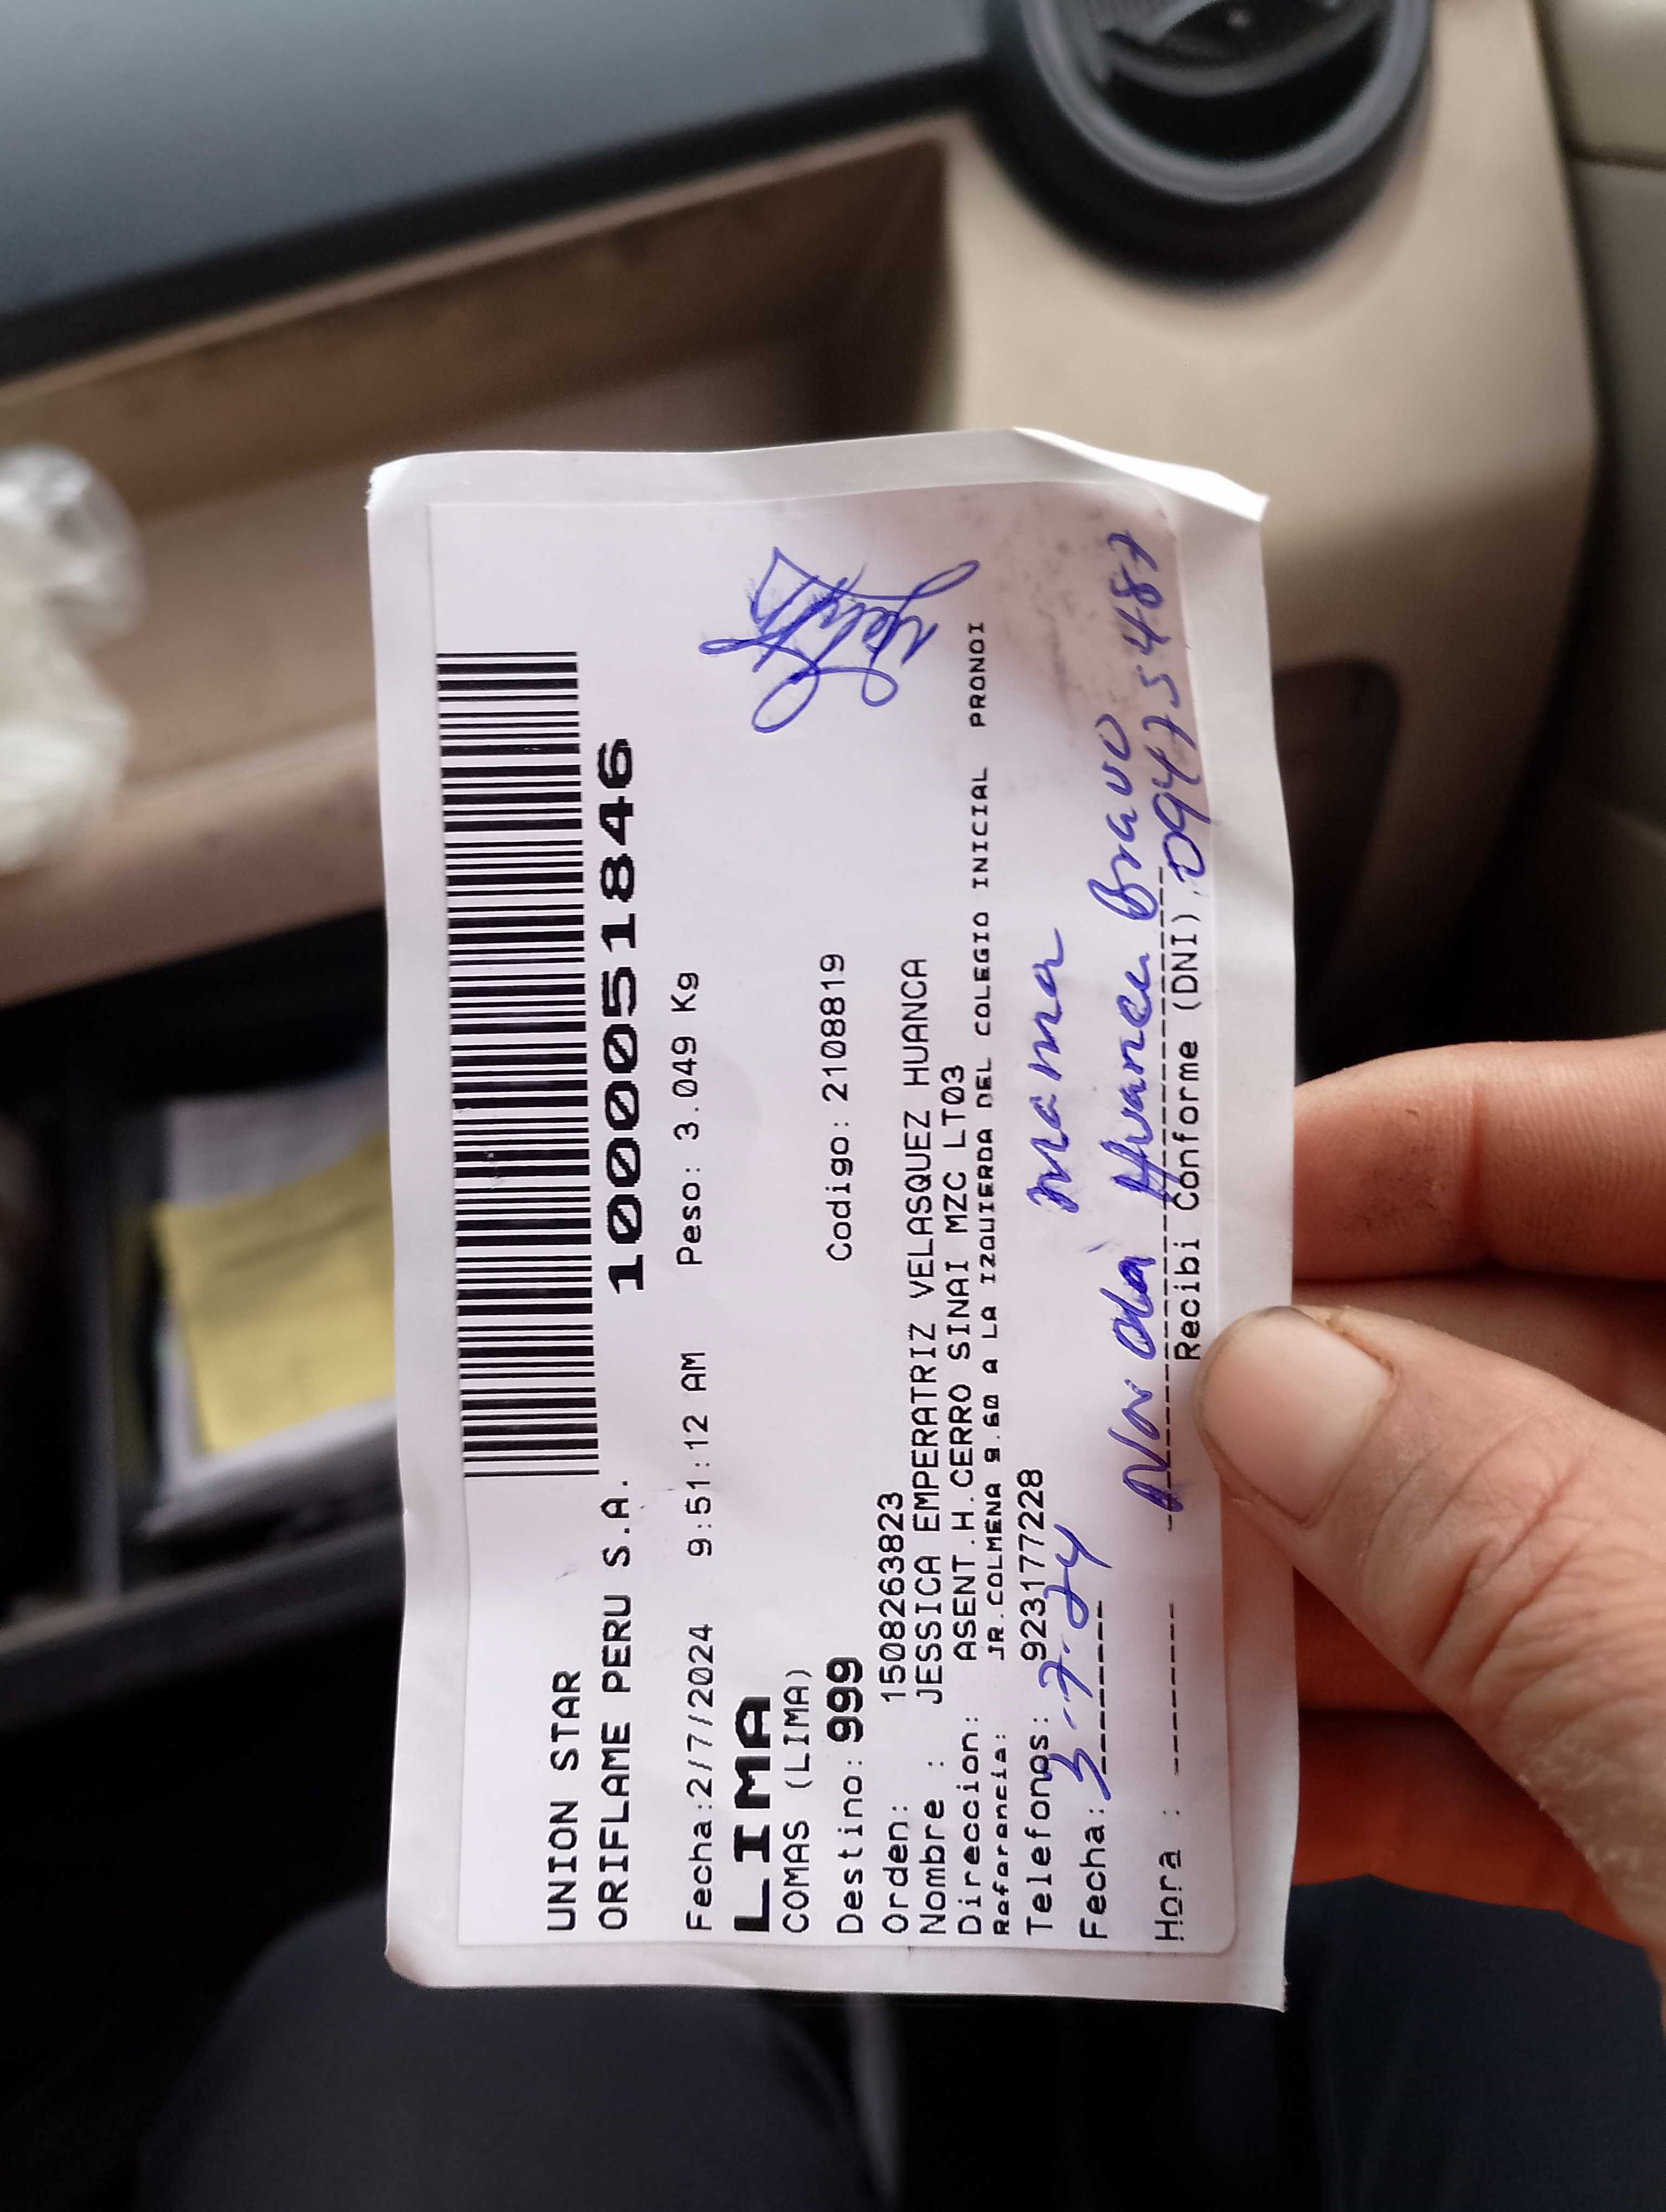 UNION STAR
ORIFLAME PERU S.A.
1000051846
Fecha:2/7/2024 9:51:12 AM Peso: 3.049 Kg
LIMA
COMAS (LIMA)
Destino: 999 Codigo: 2108819
Orden: 1508263823
Nombre : JESSICA EMPERATRIZ VELASQUEZ HUANCA
Direccion: ASENT.H.CERRO SINAI MZC LT03
Referencia: JR.COLMENA 9.60 A LA IZQUIERDA DEL COLEGIO INICIAL PRONOI
Telefonos: 923177228
mama
Fecha: 3-7-24
Huanca Bravo
Hora : Recibi Conforme (DNI) 09475487